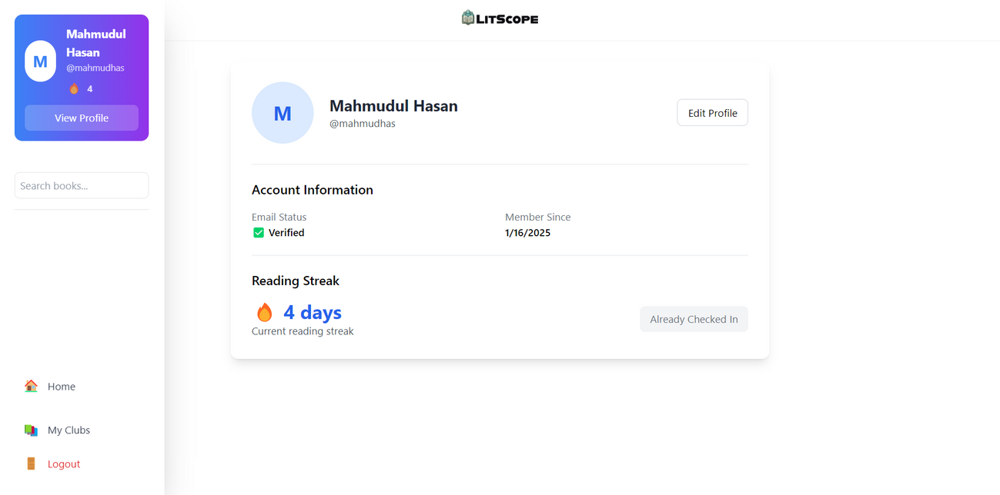 Mahmudul
Hasan
M
@mahmudhas
4
View Profile
Search books...
Home
My Clubs
Logout
LITSCOPE
M
Mahmudul Hasan
@mahmudhas
Edit Profile
Account Information
Email Status
Member Since
Verified
1/16/2025
Reading Streak
4 days
Current reading streak
Already Checked In